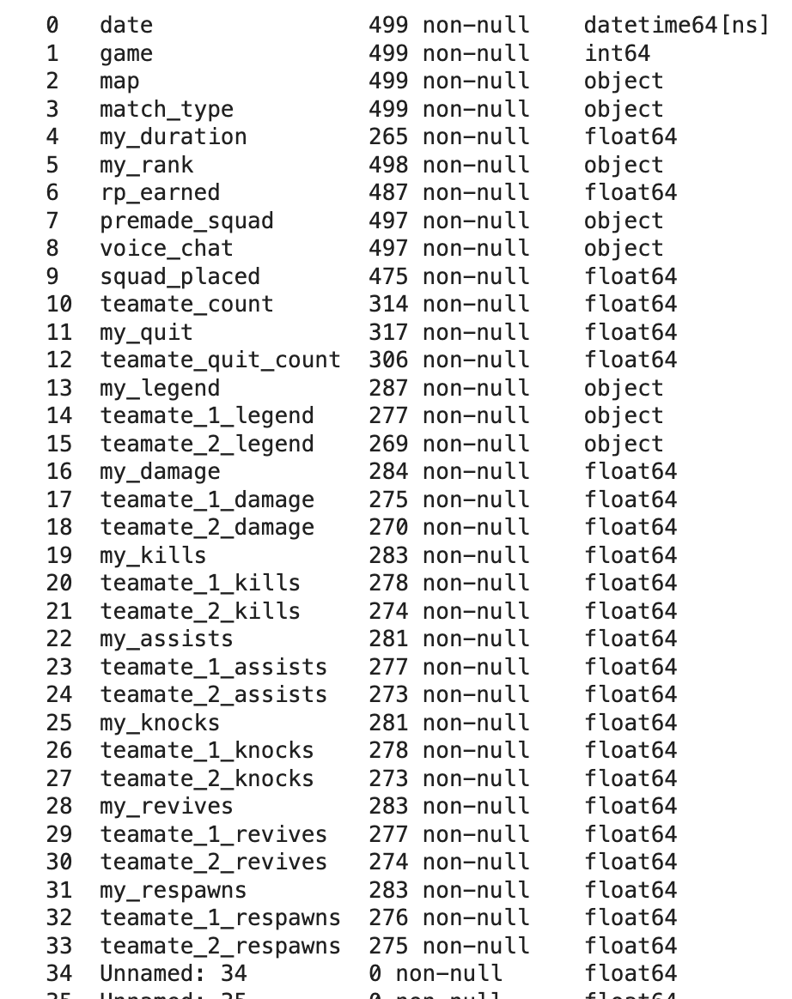 0 date 499 non-null datetime64[ns]
1 game 499 non-null int64
2 map 499 non-null object
3 match_type 499 non-null object
4 my_duration 265 non-null float64
5 my_rank 498 non-null object
6 rp_earned 487 non-null float64
7 premade_squad 497 non-null object
8 voice_chat 497 non-null object
9 squad_placed 475 non-null float64
10 teamate_count 314 non-null float64
11 my_quit 317 non-null float64
12 teamate_quit_count 306 non-null float64
13 my_legend 287 non-null object
14 teamate_1_legend 277 non-null object
15 teamate_2_legend 269 non-null object
16 my_damage 284 non-null float64
17 teamate_1_damage 275 non-null float64
18 teamate_2_damage 270 non-null float64
19 my_kills 283 non-null float64
20 teamate_1_kills 278 non-null float64
21 teamate_2_kills 274 non-null float64
22 my_assists 281 non-null float64
23 teamate_1_assists 277 non-null float64
24 teamate_2_assists 273 non-null float64
25 my_knocks 281 non-null float64
26 teamate_1_knocks 278 non-null float64
27 teamate_2_knocks 273 non-null float64
28 my_revives 283 non-null float64
29 teamate_1_revives 277 non-null float64
30 teamate_2_revives 274 non-null float64
31 my_respawns 283 non-null float64
32 teamate_1_respawns 276 non-null float64
33 teamate_2_respawns 275 non-null float64
34 Unnamed: 34 0 non-null float64
35 Unnamed: 35 0 non-null float64